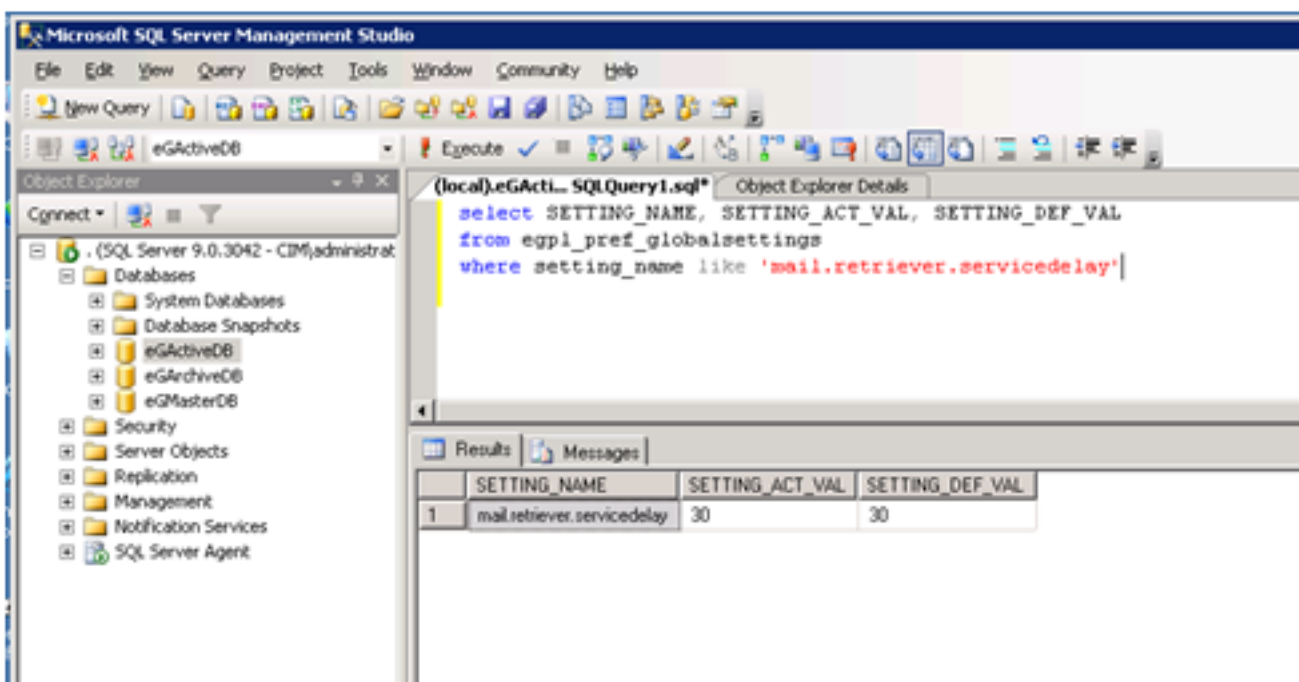 Microsoft SQL Server Management Studio
File Edit View Query Project Tools Window Community Help
New Query
eGActiveDB Execute
Object Explorer
Connect
. (SQL Server 9.0.3042 - CIM\administrat
Databases
System Databases
Database Snapshots
eGActiveDB
eGArchiveDB
eGMasterDB
Security
Server Objects
Replication
Management
Notification Services
SQL Server Agent
(local).eGActi... SQLQuery1.sql* Object Explorer Details
select SETTING_NAME, SETTING_ACT_VAL, SETTING_DEF_VAL
from egpl_pref_globalsettings
where setting_name like 'mail.retriever.servicedelay'
Results Messages
SETTING_NAME SETTING_ACT_VAL SETTING_DEF_VAL
1 mail.retriever.servicedelay 30 30